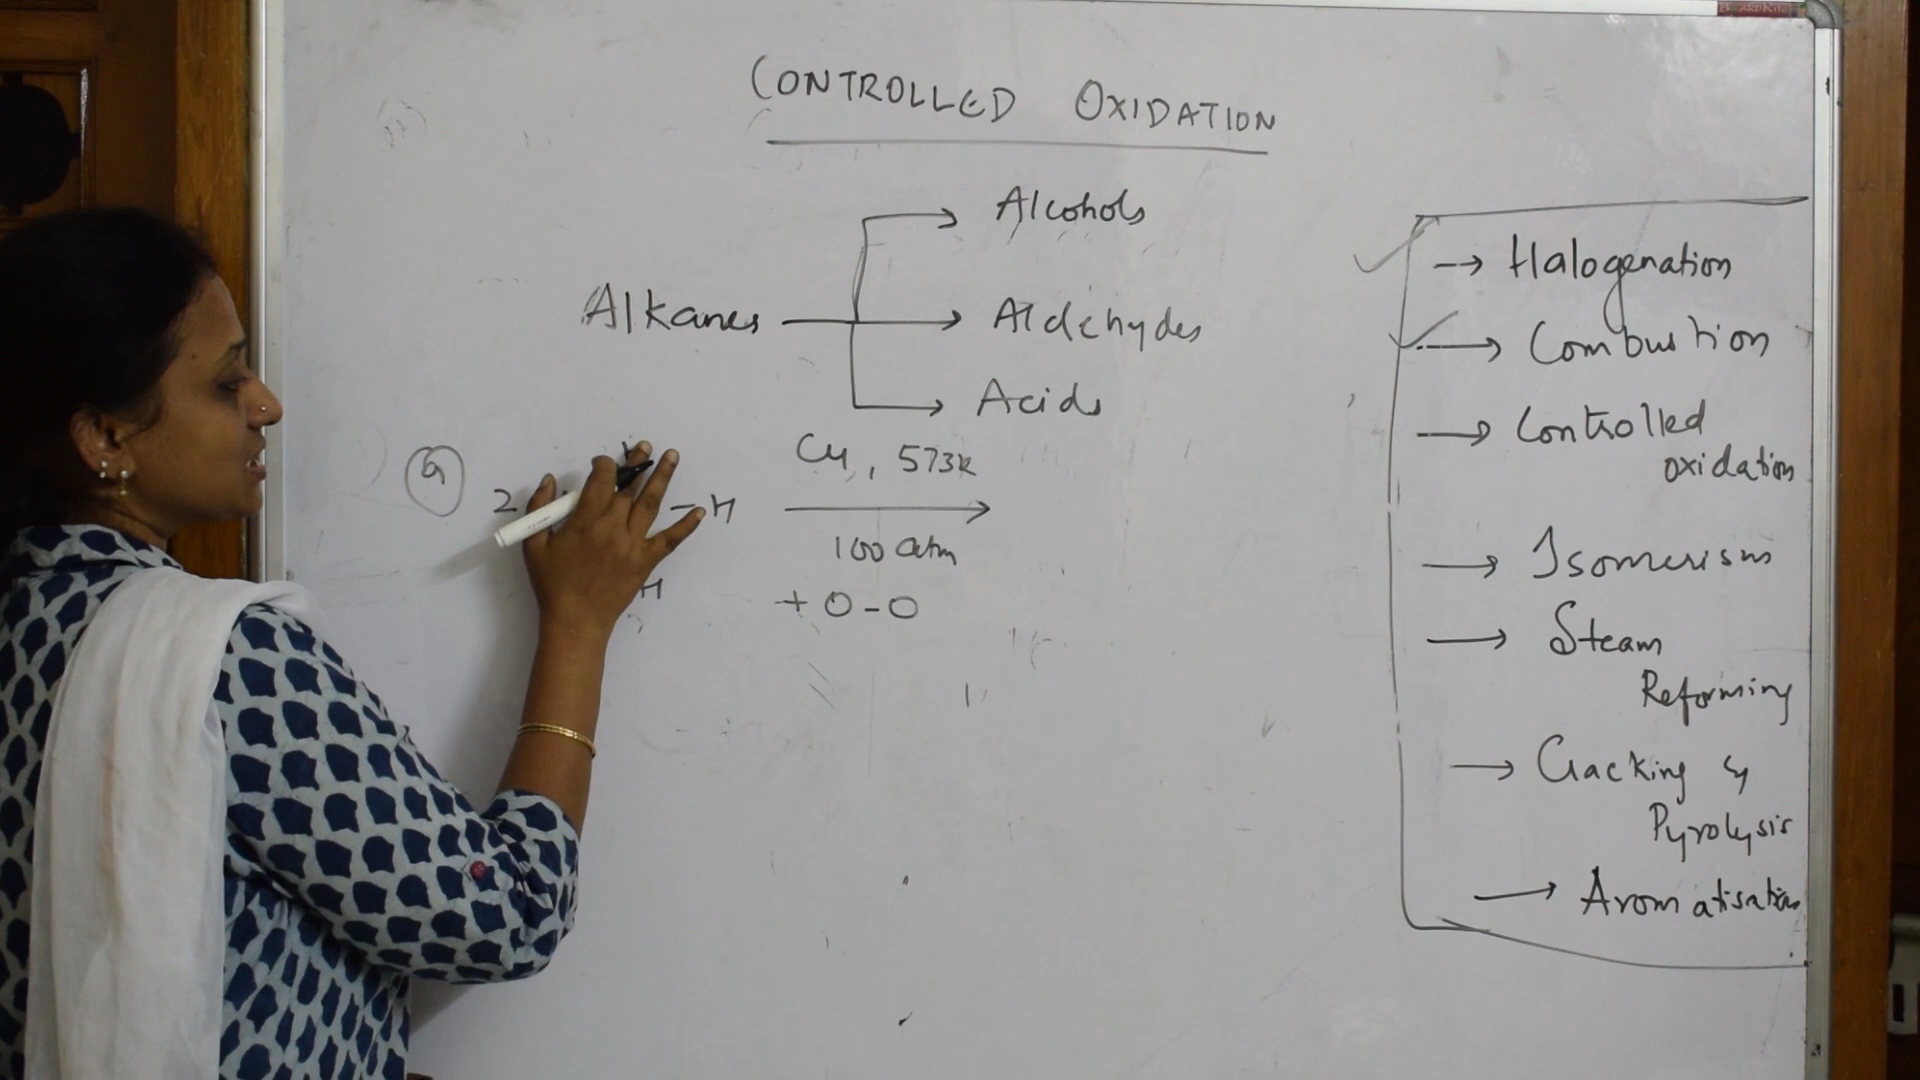 CONTROLLED OXIDATION
Alkanes
Alcohols
Aldehydes
Acids
a
2
H
H
Cu, 573k
100 atm
+ O - O
→ Halogenation
→ Combustion
→ Controlled
oxidation
→ Isomerism
→ Steam
Reforming
→ Cracking &
Pyrolysis
→ Aromatisation